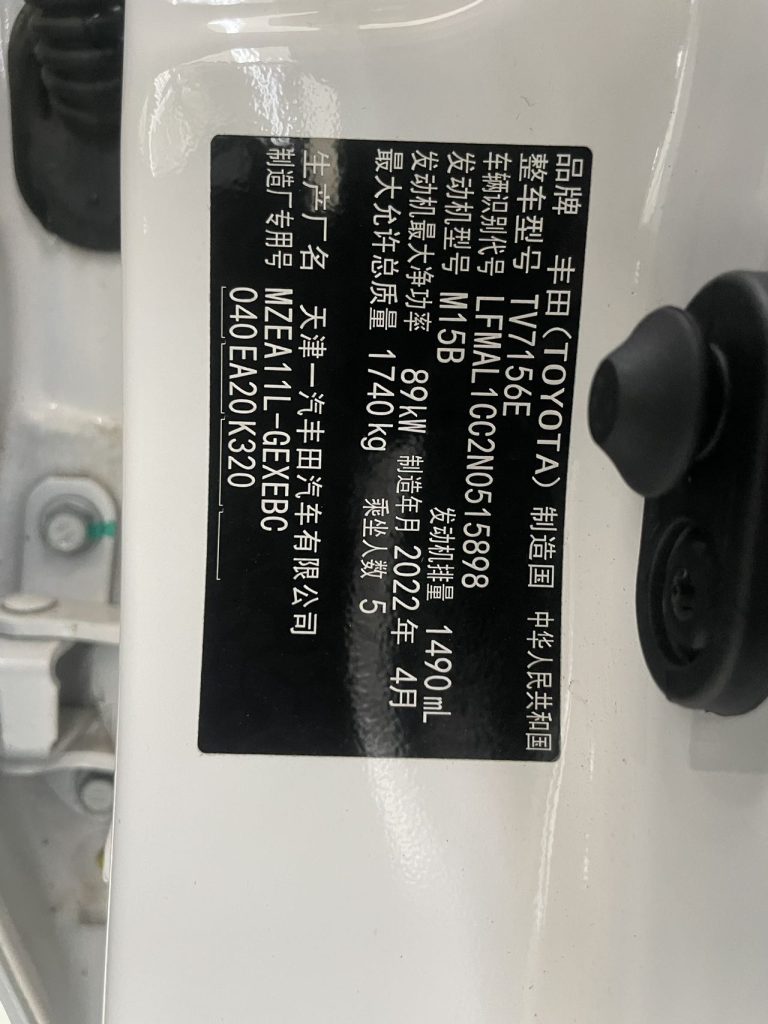 品牌 丰田(TOYOTA) 制造国 中华人民共和国
整车型号 TV7156E
车辆识别代号 LFMAL1CC2N0515898
发动机型号 M15B 发动机排量 1490mL
发动机最大净功率 89kW 制造年月 2022年 4月
最大允许总质量 1740kg 乘坐人数 5
生产厂名 天津一汽丰田汽车有限公司
制造厂专用号 MZEA11L-GEXEBC
040EA20K320